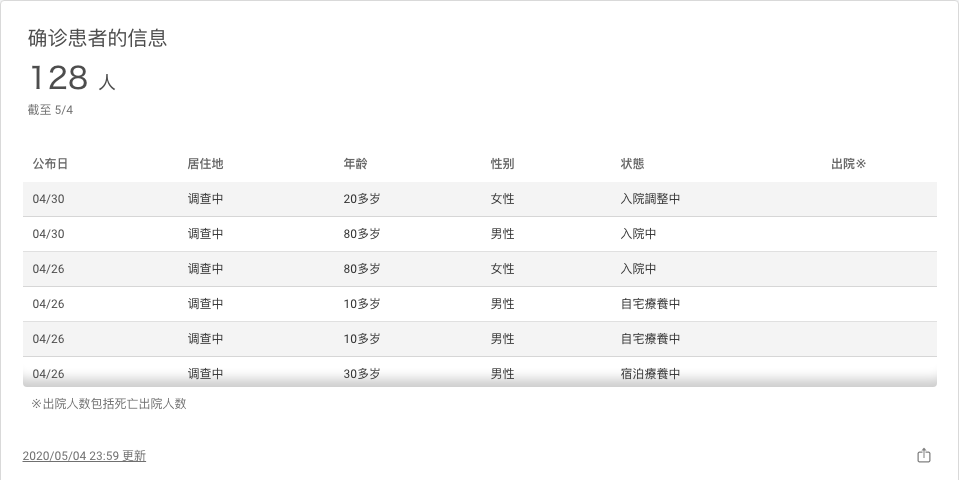 确诊患者的信息
128 人
截至 5/4
公布日 居住地 年龄 性别 状態 出院※
04/30 调查中 20多岁 女性 入院調整中
04/30 调查中 80多岁 男性 入院中
04/26 调查中 80多岁 女性 入院中
04/26 调查中 10多岁 男性 自宅療養中
04/26 调查中 10多岁 男性 自宅療養中
04/26 调查中 30多岁 男性 宿泊療養中
※出院人数包括死亡出院人数
2020/05/04 23:59 更新